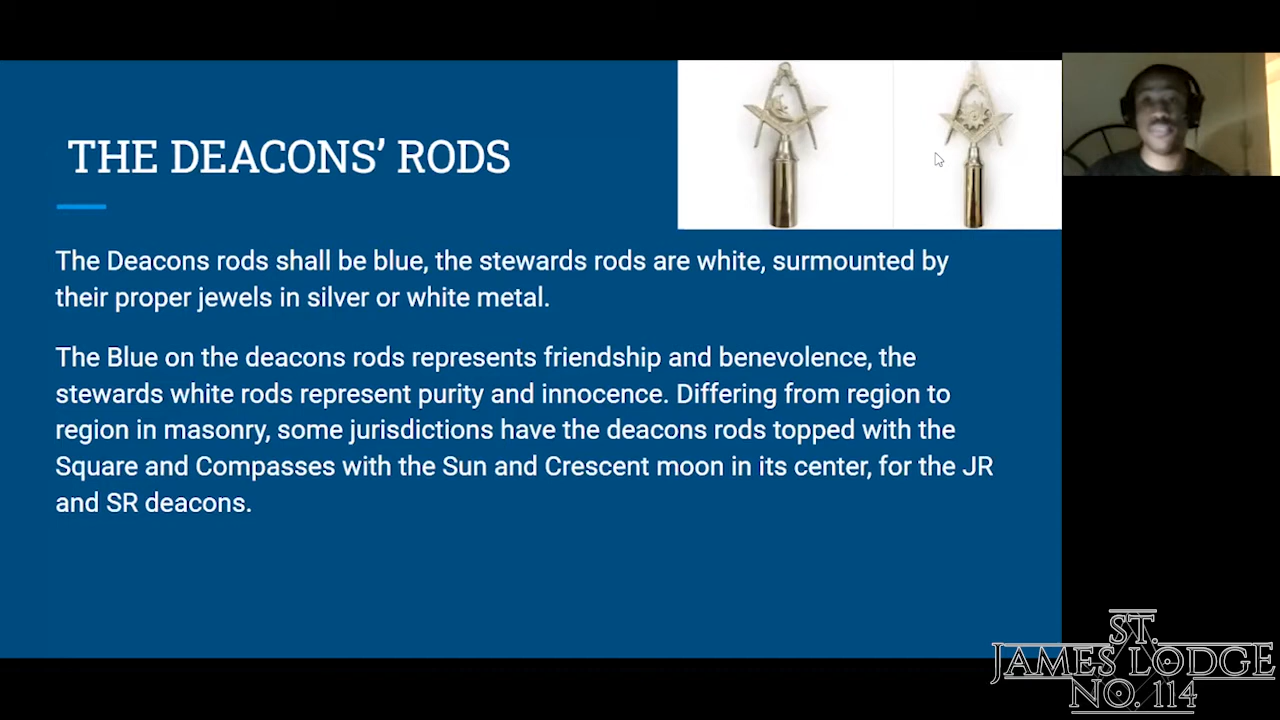 THE DEACONS’ RODS
The Deacons rods shall be blue, the stewards rods are white, surmounted by
their proper jewels in silver or white metal.
The Blue on the deacons rods represents friendship and benevolence, the
stewards white rods represent purity and innocence. Differing from region to
region in masonry, some jurisdictions have the deacons rods topped with the
Square and Compasses with the Sun and Crescent moon in its center, for the JR
and SR deacons.
ST.
JAMES LODGE
NO. 114